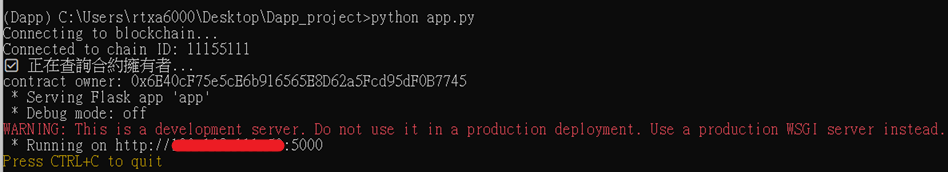 (Dapp) C:\Users\rtxa6000\Desktop\Dapp_project>python app.py
Connecting to blockchain...
Connected to chain ID: 11155111
☑ 正在查詢合約擁有者...
contract owner: 0x6E40cF75e5cE6b916565E8D62a5Fcd95dF0B7745
* Serving Flask app 'app'
* Debug mode: off
WARNING: This is a development server. Do not use it in a production deployment. Use a production WSGI server instead.
* Running on http:// :5000
Press CTRL+C to quit